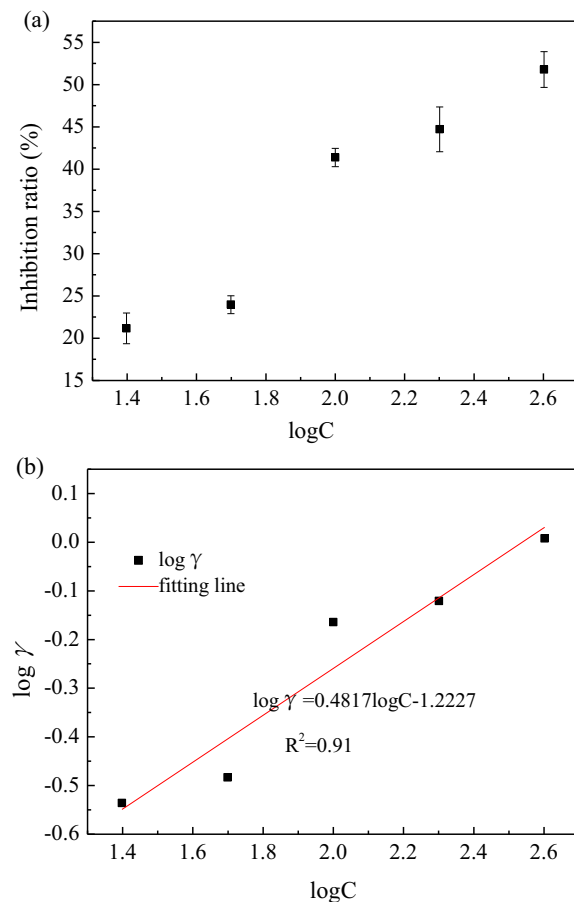 (a)
55
50
45
40
35
30
25
20
15
Inhibition ratio (%)
1.4 1.6 1.8 2.0 2.2 2.4 2.6
logC
(b)
0.1
0.0
-0.1
-0.2
-0.3
-0.4
-0.5
-0.6
log γ
log γ
fitting line
log γ =0.4817logC-1.2227
R²=0.91
1.4 1.6 1.8 2.0 2.2 2.4 2.6
logC